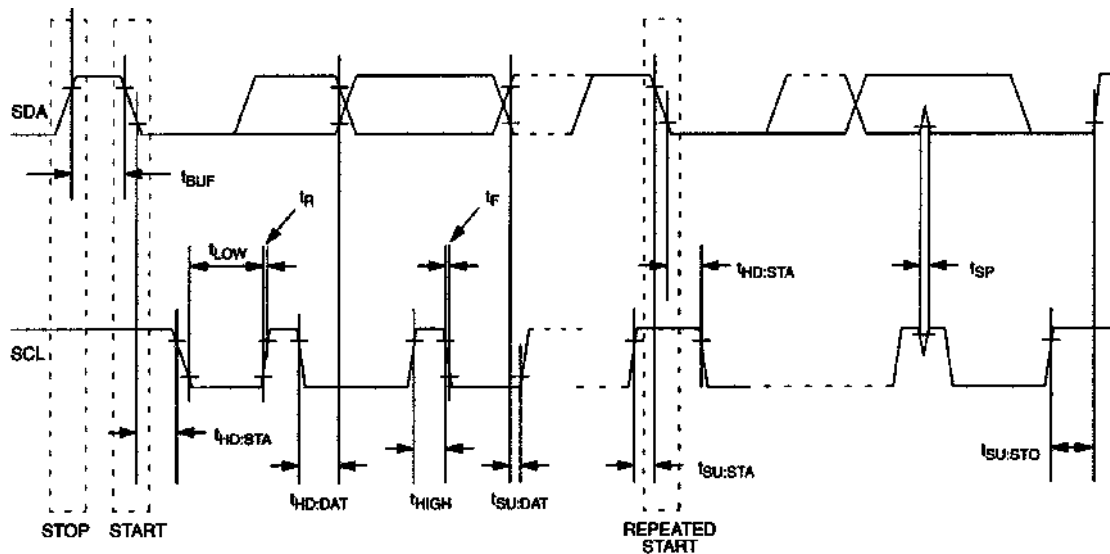 SDA
tBUF
tR
tF
tLOW
tHD:STA
tSP
SCL
tHD:STA
tSU:STA
tSU:STO
tHD:DAT
tHIGH
tSU:DAT
STOP
START
REPEATED
START